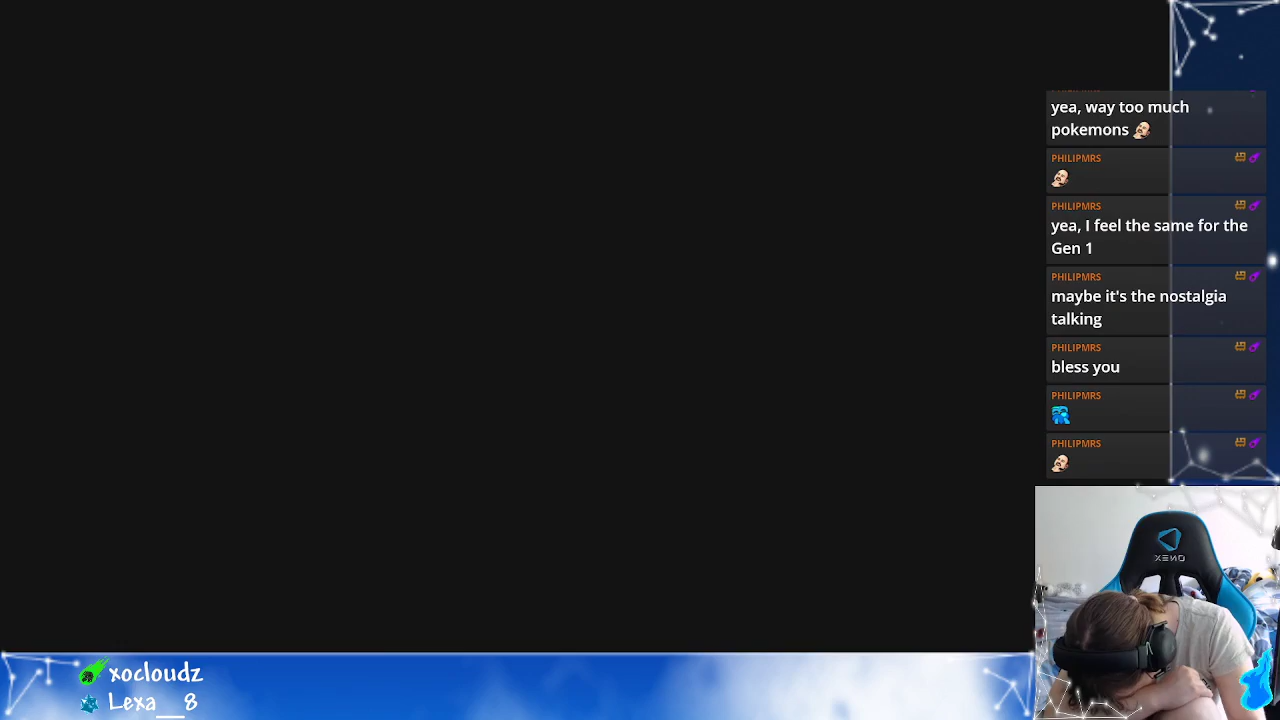 yea, way too much
pokemons
PHILIPMRS
PHILIPMRS
yea, I feel the same for the
Gen 1
PHILIPMRS
maybe it's the nostalgia
talking
PHILIPMRS
bless you
PHILIPMRS
PHILIPMRS
XENO
xocloudz
Lexa__8